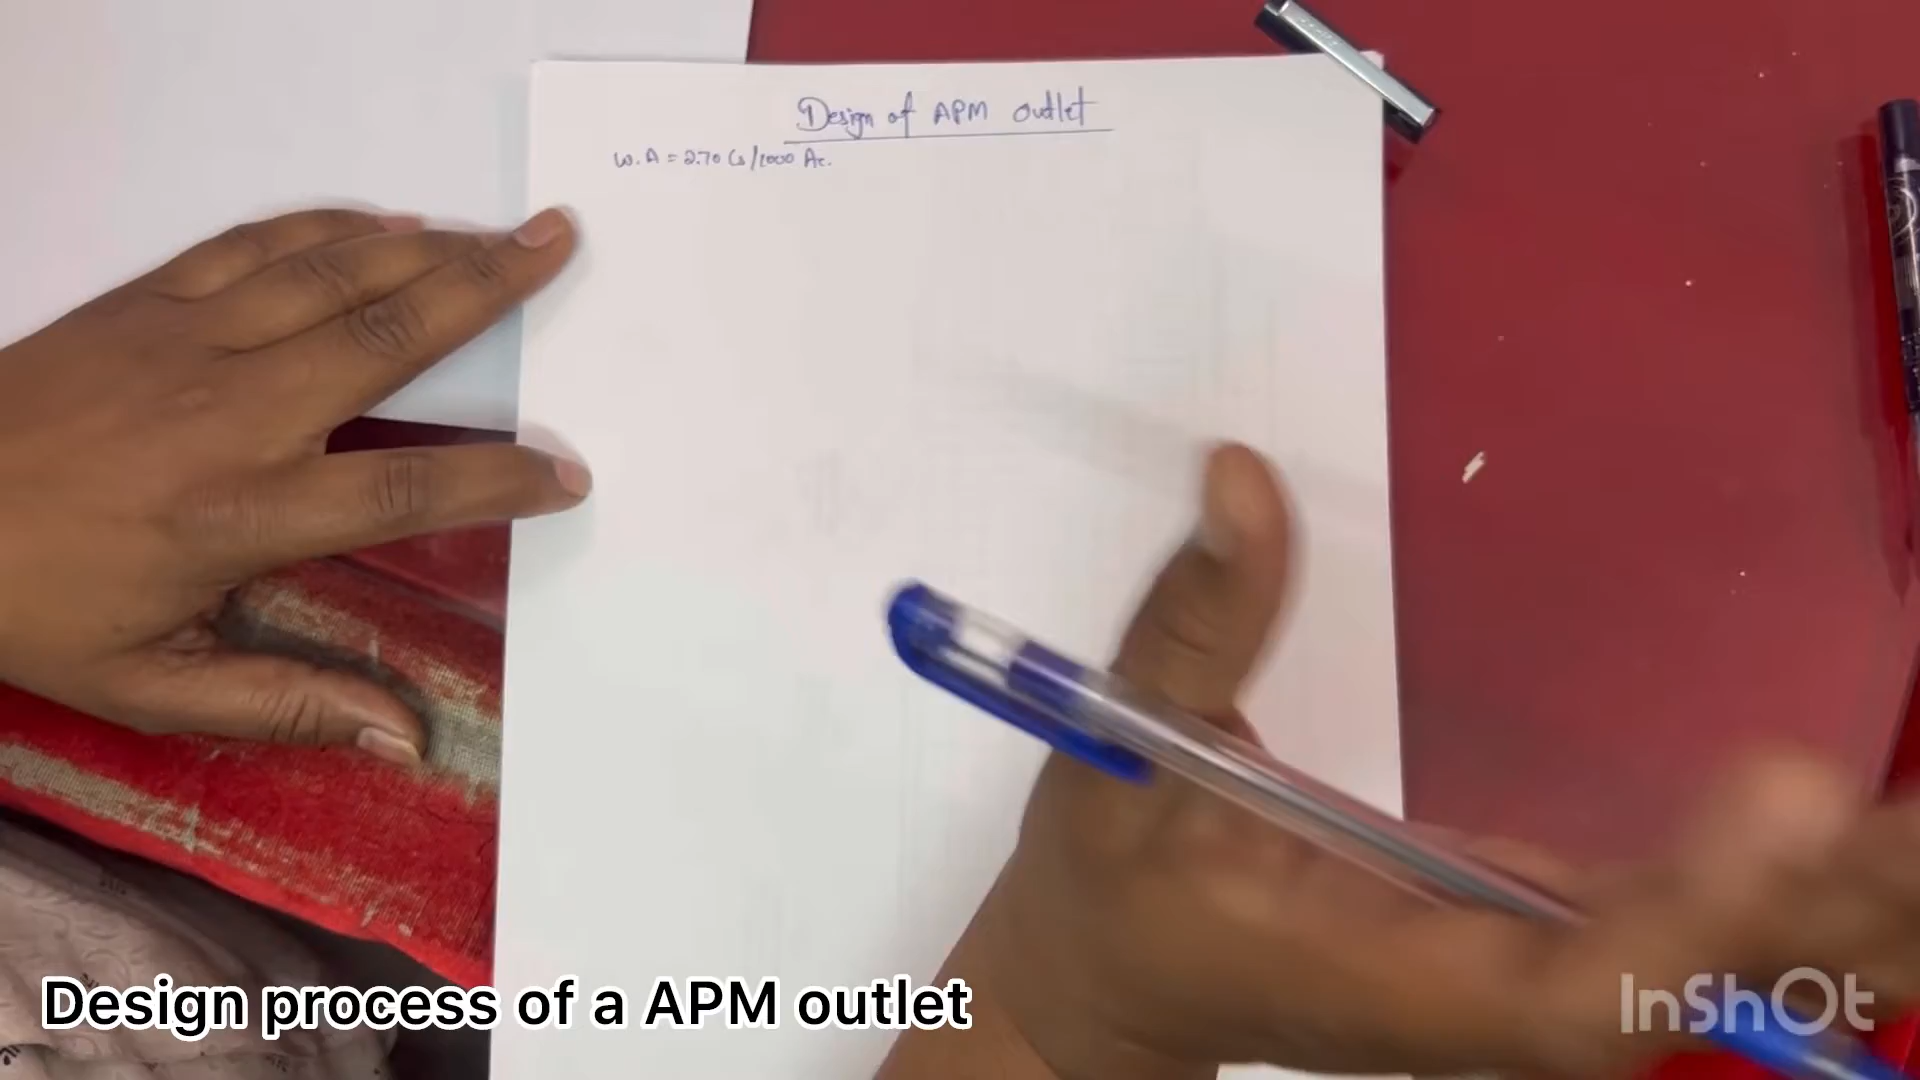 Design of APM outlet
W.A = 2.70 Cs/1000 Ac.
Design process of a APM outlet
InShOt